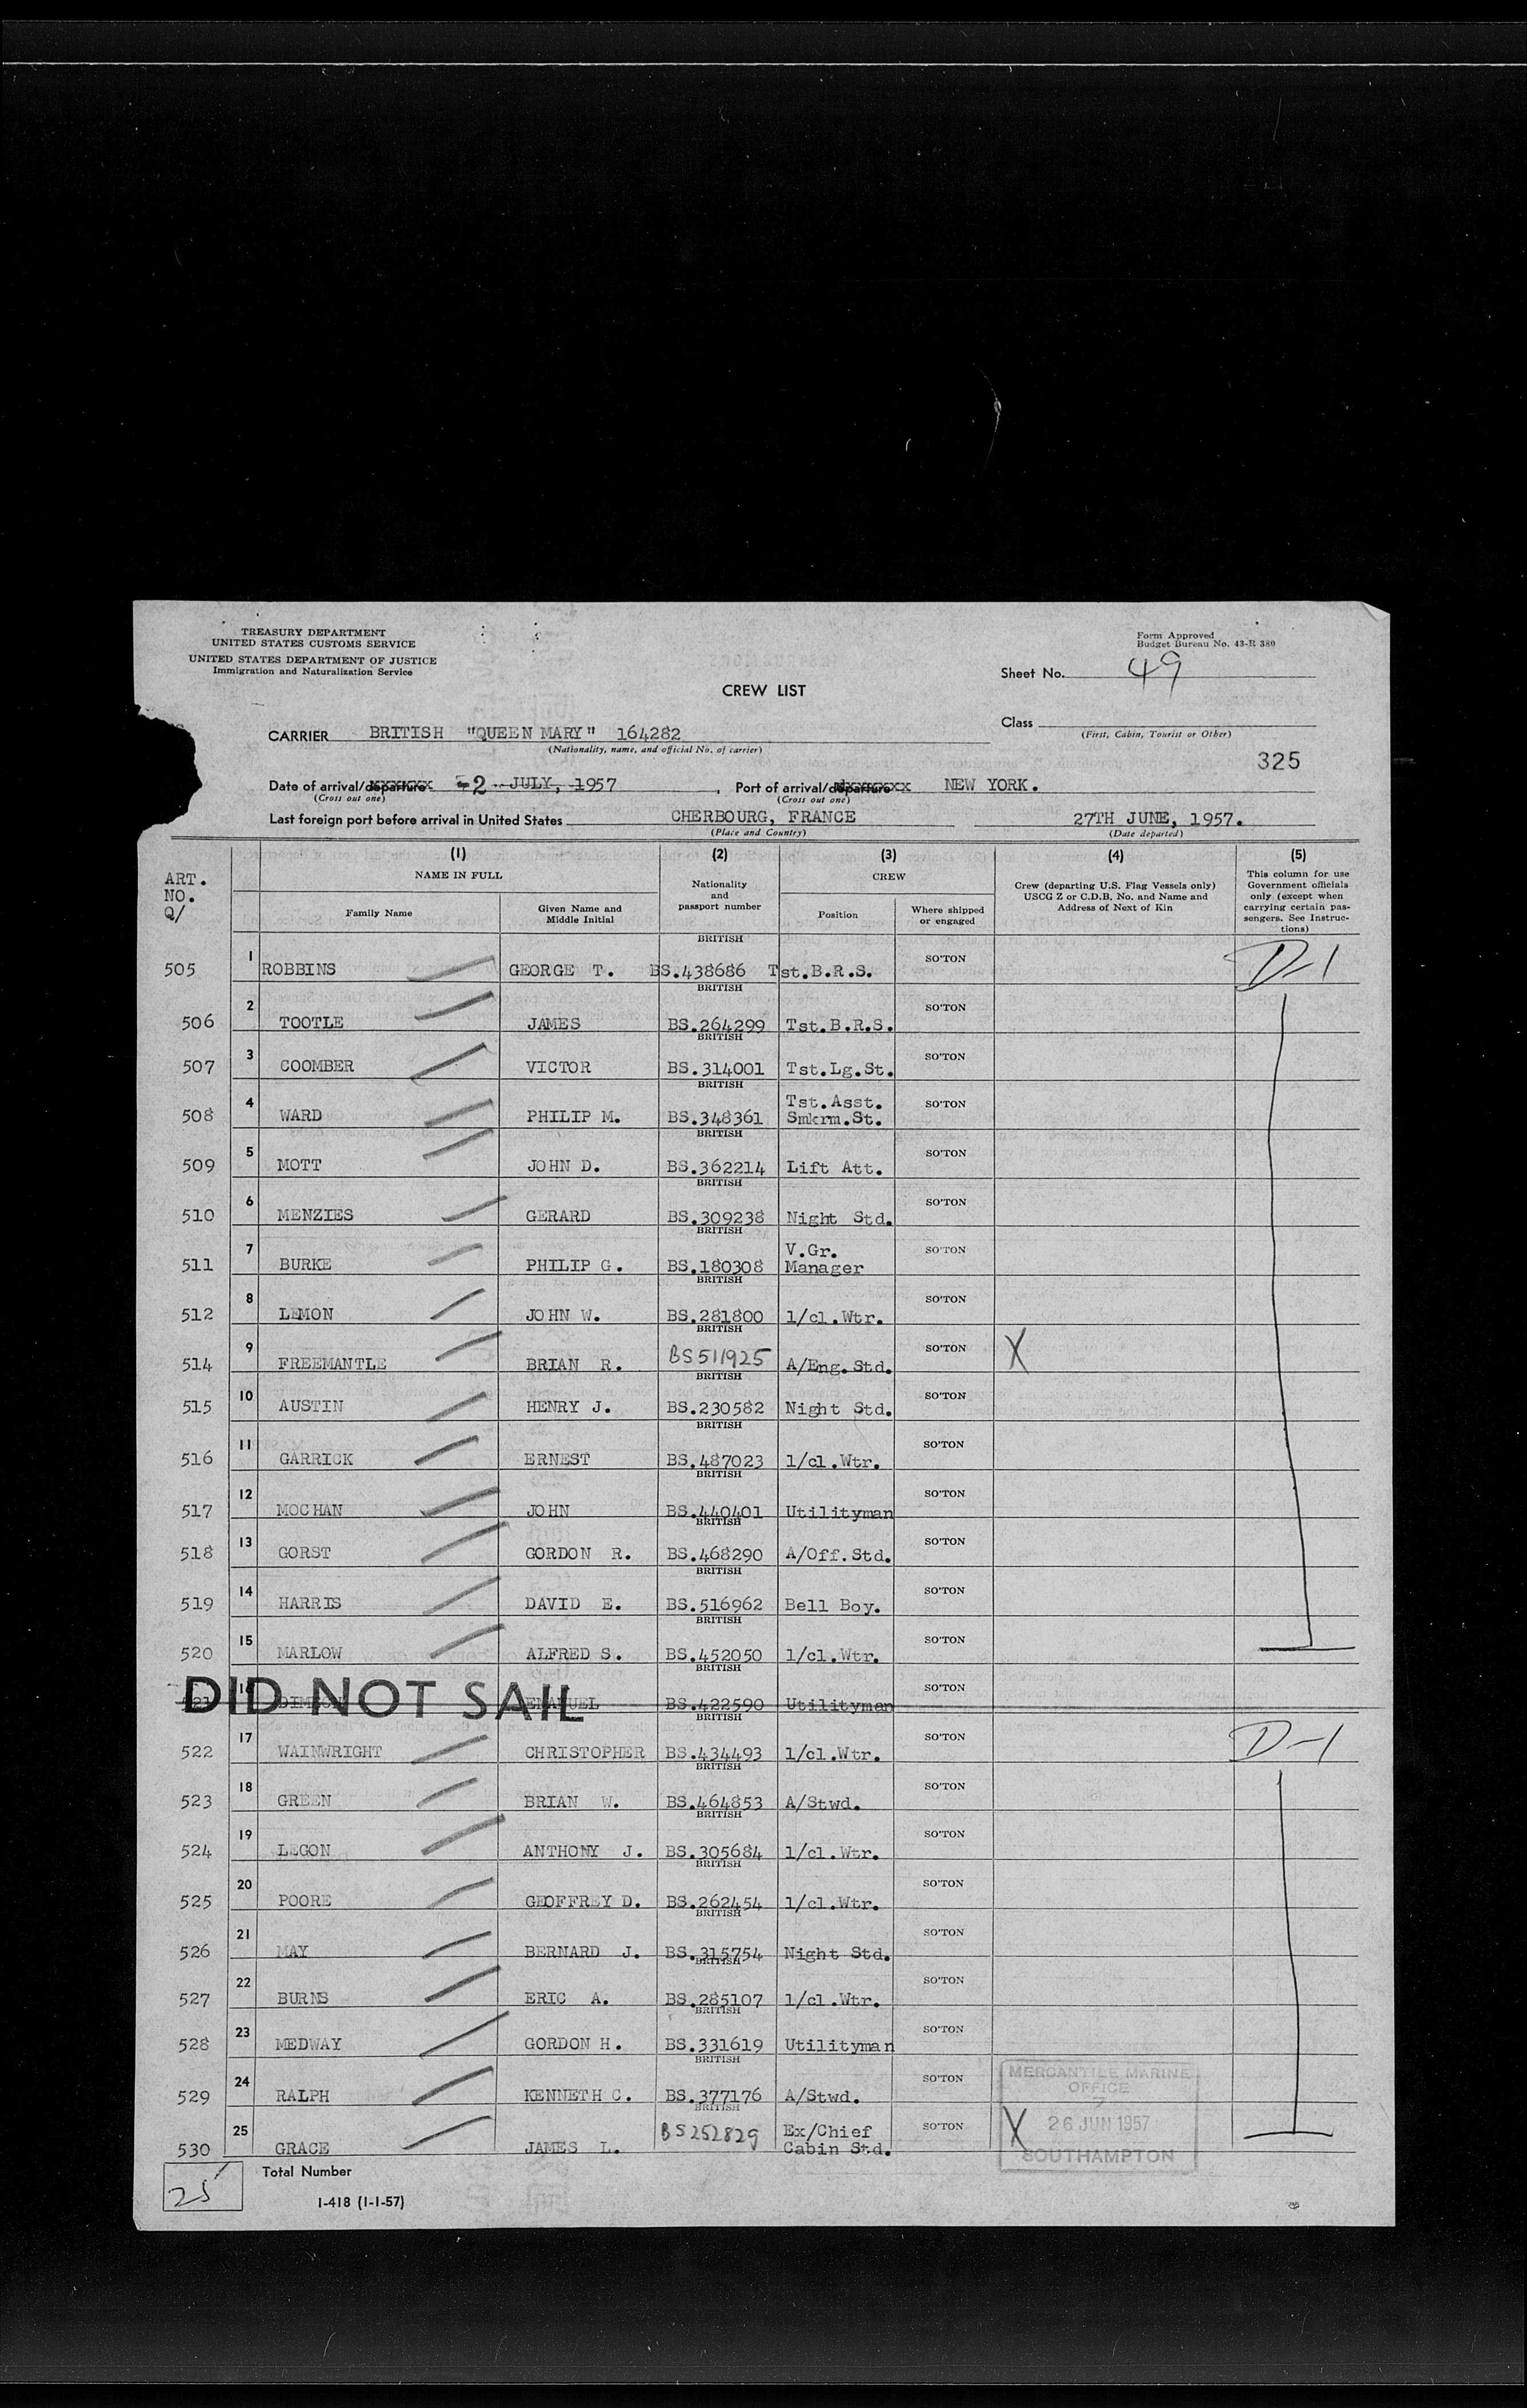 TREASURY DEPARTMENT
UNITED STATES CUSTOMS SERVICE
UNITED STATES DEPARTMENT OF JUSTICE
Immigration and Naturalization Service
Form Approved
Budget Bureau No. 43-R 380
Sheet No. 49
CREW LIST
CARRIER BRITISH "QUEEN MARY" 164282
(Nationality, name, and official No. of carrier)
Class
(First, Cabin, Tourist or Other)
325
Date of arrival/departure -2 JULY, 1957, Port of arrival/departure NEW YORK.
(Cross out one) (Cross out one)
Last foreign port before arrival in United States CHERBOURG, FRANCE 27TH JUNE, 1957.
(Place and Country) (Date departed)
ART. NO. Q/
(1) NAME IN FULL
Family Name
Given Name and Middle Initial
(2) Nationality and passport number
(3) CREW
Position
Where shipped or engaged
(4) Crew (departing U.S. Flag Vessels only) USCG Z or C.D.B. No. and Name and Address of Next of Kin
(5) This column for use Government officials only (except when carrying certain passengers. See Instructions)
505 1 ROBBINS GEORGE T. BRITISH BS.438686 Tst.B.R.S. SO'TON D-1
506 2 TOOTLE JAMES BRITISH BS.264299 Tst.B.R.S. SO'TON
507 3 COOMBER VICTOR BRITISH BS.314001 Tst.Lg.St. SO'TON
508 4 WARD PHILIP M. BRITISH BS.348361 Tst.Asst. Smkrm.St. SO'TON
509 5 MOTT JOHN D. BRITISH BS.362214 Lift Att. SO'TON
510 6 MENZIES GERARD BRITISH BS.309238 Night Std. SO'TON
511 7 BURKE PHILIP G. BRITISH BS.180308 V.Gr. Manager SO'TON
512 8 LEMON JOHN W. BRITISH BS.281800 1/cl.Wtr. SO'TON
514 9 FREEMANTLE BRIAN R. BRITISH BS511925 A/Eng.Std. SO'TON X
515 10 AUSTIN HENRY J. BRITISH BS.230582 Night Std. SO'TON
516 11 GARRICK ERNEST BRITISH BS.487023 1/cl.Wtr. SO'TON
517 12 MOCHAN JOHN BRITISH BS.440401 Utilityman SO'TON
518 13 GORST GORDON R. BRITISH BS.468290 A/Off.Std. SO'TON
519 14 HARRIS DAVID E. BRITISH BS.516962 Bell Boy. SO'TON
520 15 MARLOW ALFRED S. BRITISH BS.452050 1/cl.Wtr. SO'TON
DID NOT SAIL
16 EMANUEL BRITISH BS.422590 Utilityman SO'TON
522 17 WAINWRIGHT CHRISTOPHER BRITISH BS.434493 1/cl.Wtr. SO'TON D-1
523 18 GREEN BRIAN W. BRITISH BS.464853 A/Stwd. SO'TON
524 19 LEGON ANTHONY J. BRITISH BS.305684 1/cl.Wtr. SO'TON
525 20 POORE GEOFFREY D. BRITISH BS.262454 1/cl.Wtr. SO'TON
526 21 MAY BERNARD J. BRITISH BS.315754 Night Std. SO'TON
527 22 BURNS ERIC A. BRITISH BS.285107 1/cl.Wtr. SO'TON
528 23 MEDWAY GORDON H. BRITISH BS.331619 Utilityman SO'TON
529 24 RALPH KENNETH C. BRITISH BS.377176 A/Stwd. SO'TON
530 25 GRACE JAMES L. BRITISH BS252829 Ex/Chief Cabin Std. SO'TON X
MERCANTILE MARINE
OFFICE
26 JUN 1957
SOUTHAMPTON
25 Total Number
I-418 (1-1-57)